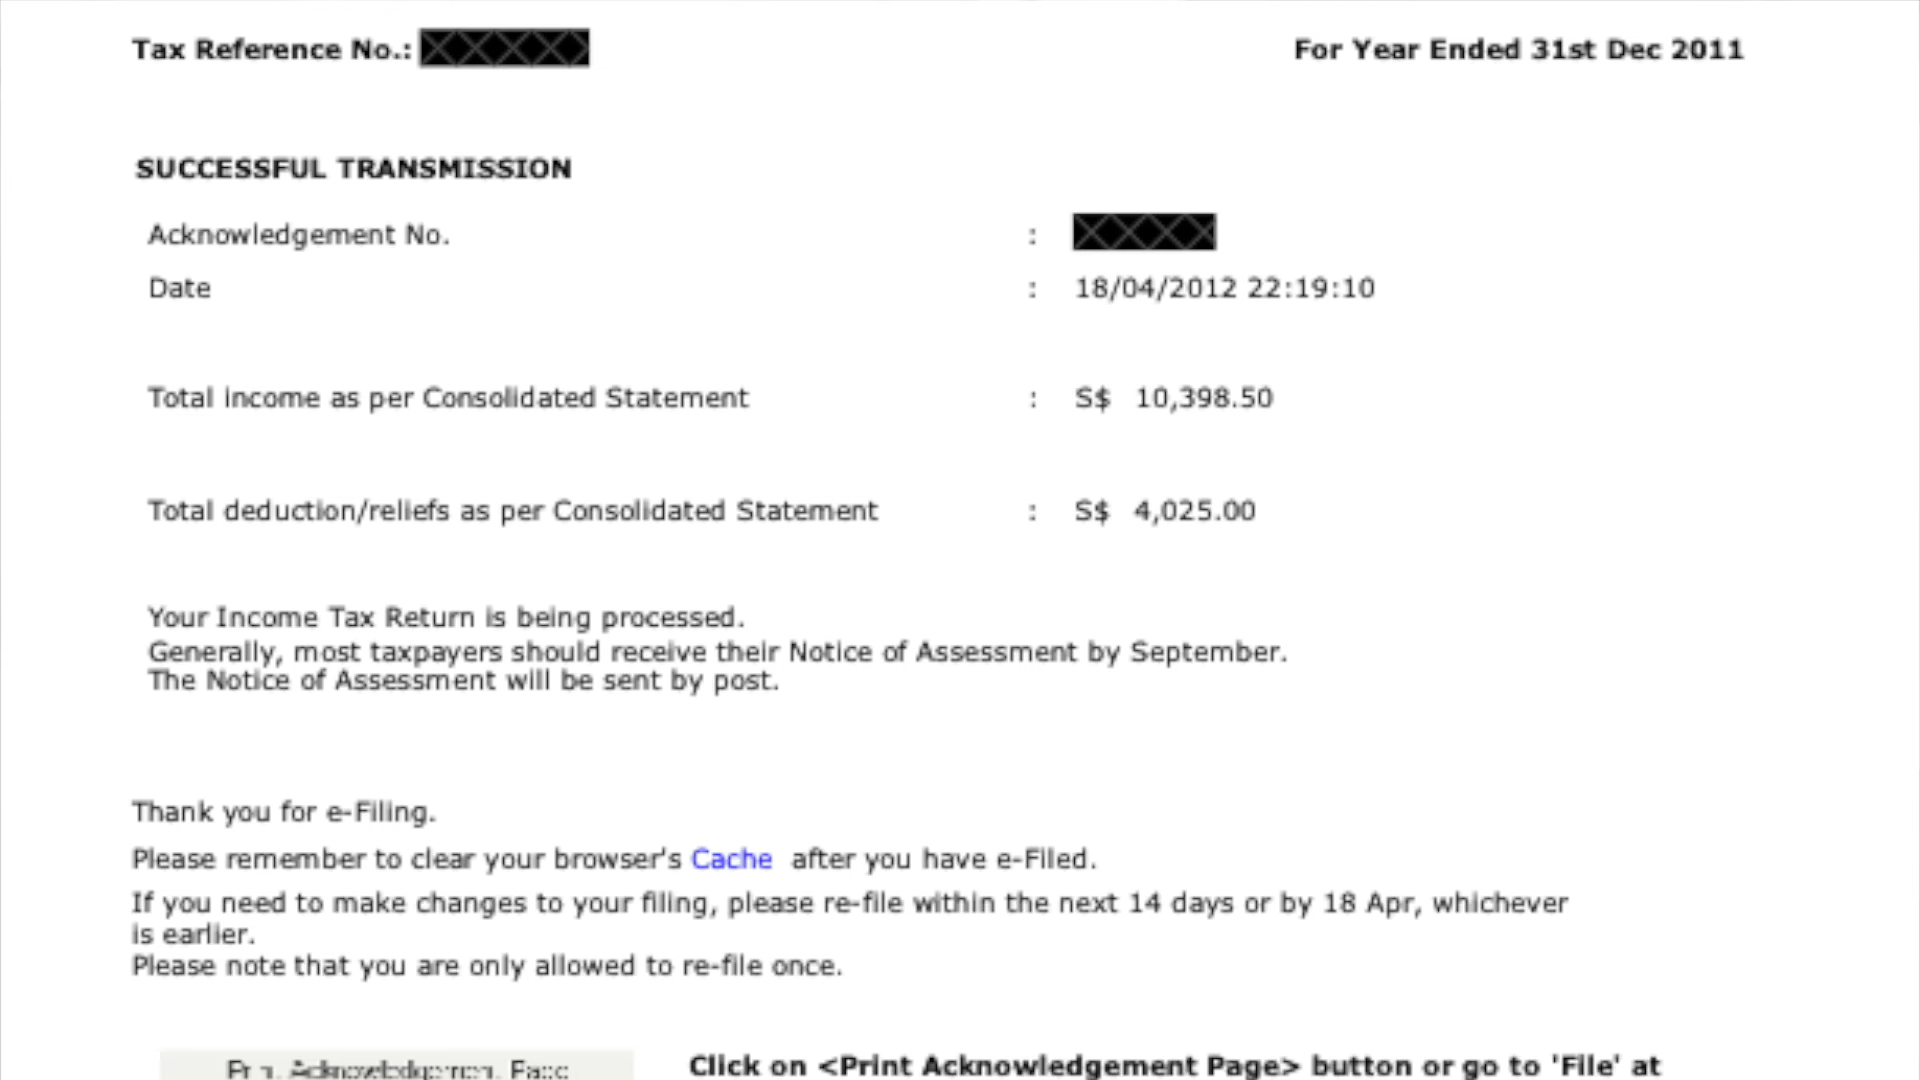 Tax Reference No.:
For Year Ended 31st Dec 2011
SUCCESSFUL TRANSMISSION
Acknowledgement No. :
Date : 18/04/2012 22:19:10
Total income as per Consolidated Statement : S$ 10,398.50
Total deduction/reliefs as per Consolidated Statement : S$ 4,025.00
Your Income Tax Return is being processed.
Generally, most taxpayers should receive their Notice of Assessment by September.
The Notice of Assessment will be sent by post.
Thank you for e-Filing.
Please remember to clear your browser's Cache after you have e-Filed.
If you need to make changes to your filing, please re-file within the next 14 days or by 18 Apr, whichever
is earlier.
Please note that you are only allowed to re-file once.
Print Acknowledgement Page
Click on <Print Acknowledgement Page> button or go to 'File' at